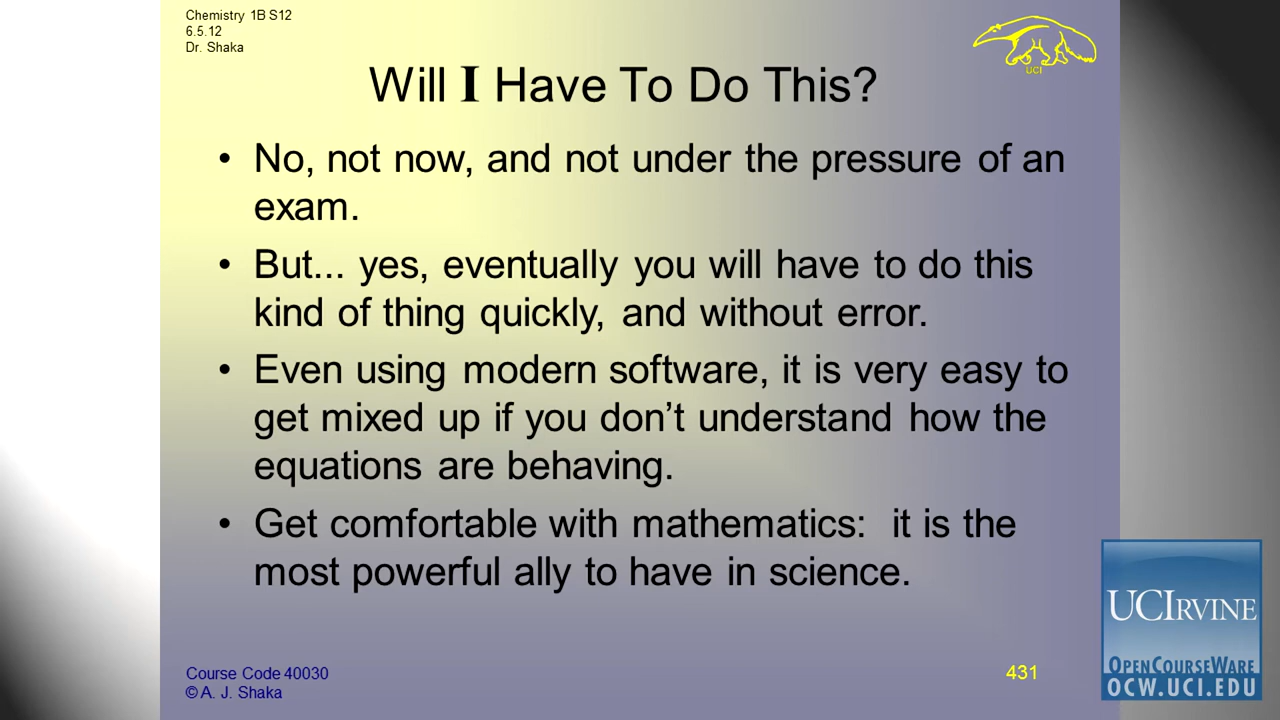 Chemistry 1B S12
6.5.12
Dr. Shaka
UCI
Will I Have To Do This?
• No, not now, and not under the pressure of an
exam.
• But... yes, eventually you will have to do this
kind of thing quickly, and without error.
• Even using modern software, it is very easy to
get mixed up if you don’t understand how the
equations are behaving.
• Get comfortable with mathematics:  it is the
most powerful ally to have in science.
UCIRVINE
OPENCOURSEWARE
OCW.UCI.EDU
Course Code 40030
© A. J. Shaka
431